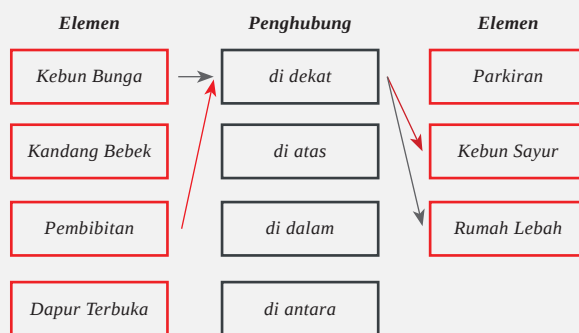 Elemen Penghubung Elemen
Kebun Bunga di dekat Parkiran
Kandang Bebek di atas Kebun Sayur
Pembibitan di dalam Rumah Lebah
Dapur Terbuka di antara